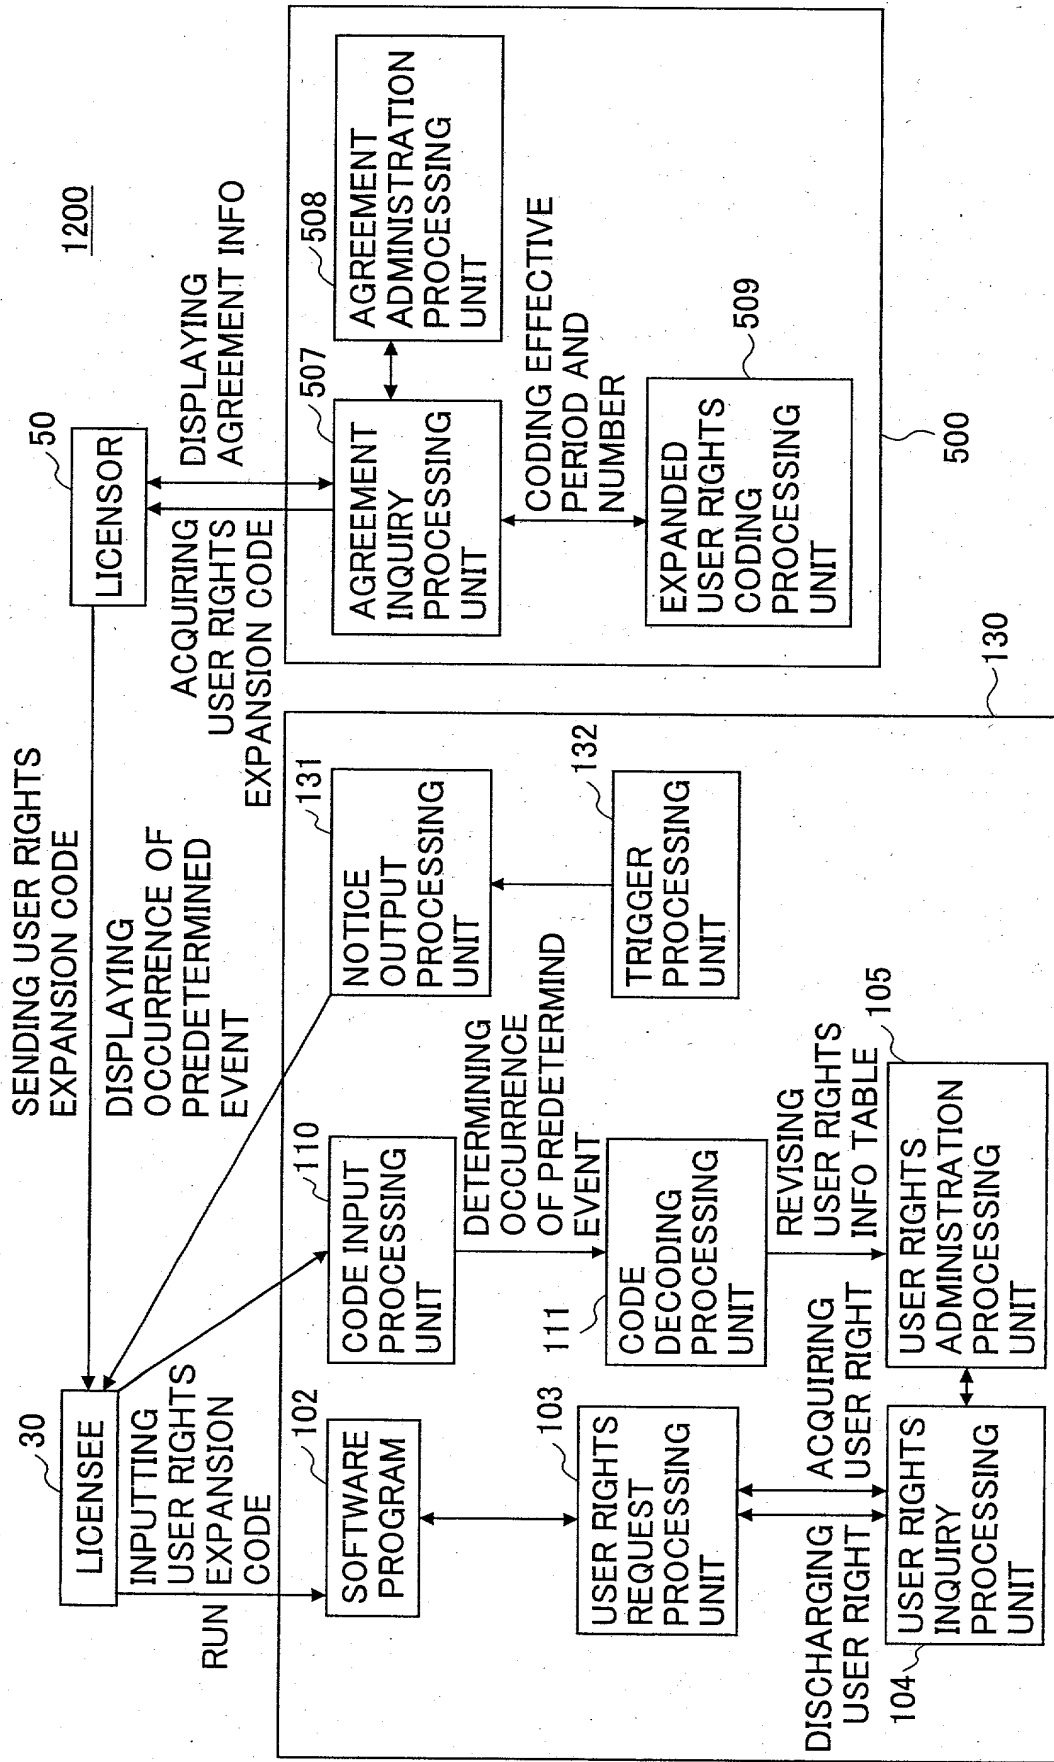 1200
30
LICENSEE
SENDING USER RIGHTS
EXPANSION CODE
50
LICENSOR
DISPLAYING
OCCURRENCE OF
PREDETERMINED
EVENT
INPUTTING
USER RIGHTS
EXPANSION
CODE
RUN
ACQUIRING
USER RIGHTS
EXPANSION CODE
DISPLAYING
AGREEMENT INFO
102
SOFTWARE
PROGRAM
110
CODE INPUT
PROCESSING
UNIT
131
NOTICE
OUTPUT
PROCESSING
UNIT
507
AGREEMENT
INQUIRY
PROCESSING
UNIT
508
AGREEMENT
ADMINISTRATION
PROCESSING
UNIT
DETERMINING
OCCURRENCE
OF PREDETERMIND
EVENT
CODING EFFECTIVE
PERIOD AND
NUMBER
103
USER RIGHTS
REQUEST
PROCESSING
UNIT
111
CODE
DECODING
PROCESSING
UNIT
132
TRIGGER
PROCESSING
UNIT
509
EXPANDED
USER RIGHTS
CODING
PROCESSING
UNIT
DISCHARGING
USER RIGHT
ACQUIRING
USER RIGHT
REVISING
USER RIGHTS
INFO TABLE
500
104
USER RIGHTS
INQUIRY
PROCESSING
UNIT
105
USER RIGHTS
ADMINISTRATION
PROCESSING
UNIT
130